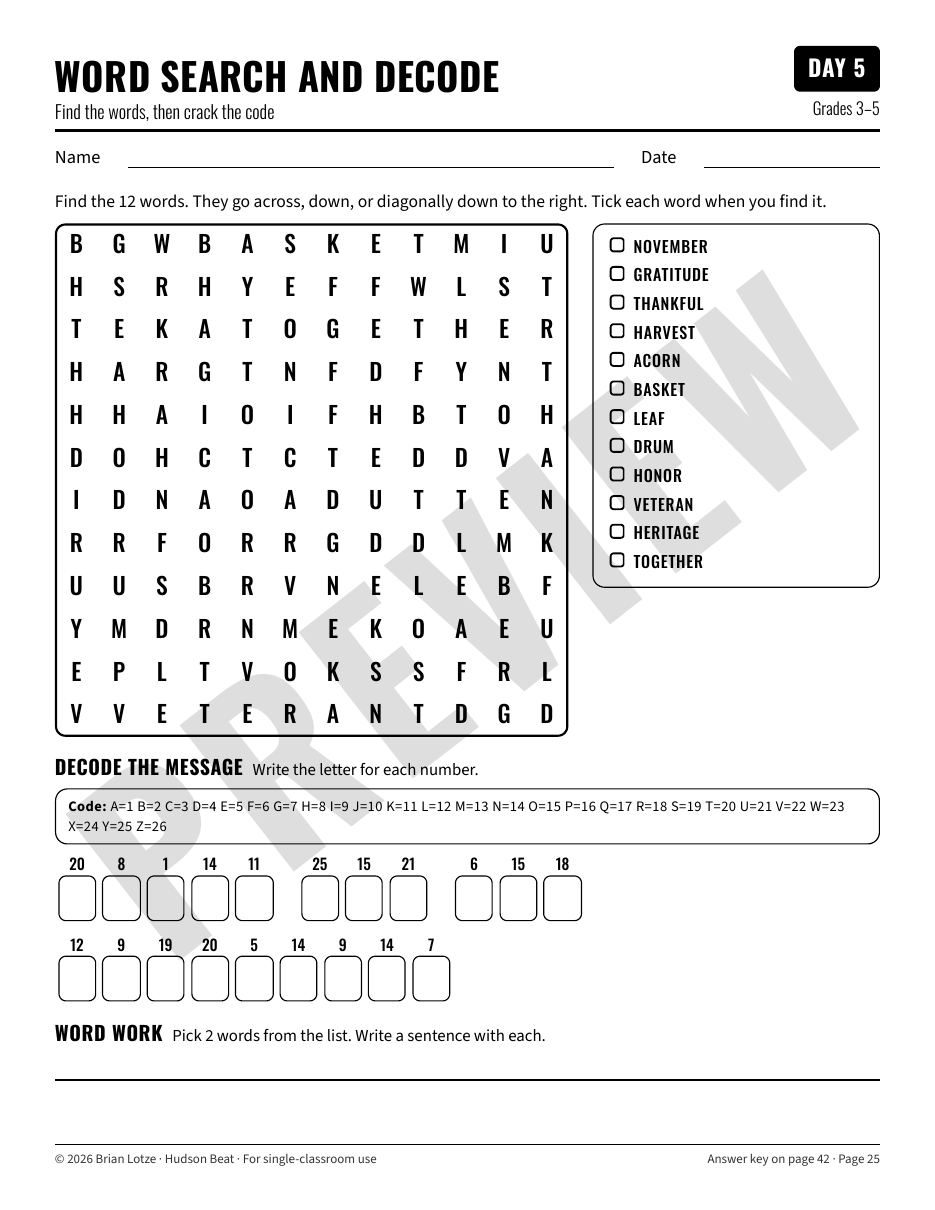 WORD SEARCH AND DECODE
DAY 5
Find the words, then crack the code
Grades 3–5
Name
Date
Find the 12 words. They go across, down, or diagonally down to the right. Tick each word when you find it.
B G W B A S K E T M I U
H S R H Y E F F W L S T
T E K A T O G E T H E R
H A R G T N F D F Y N T
H H A I O I F H B T O H
D O H C T C T E D D V A
I D N A O A D U T T E N
R R F O R R G D D L M K
U U S B R V N E L E B F
Y M D R N M E K O A E U
E P L T V O K S S F R L
V V E T E R A N T D G D
NOVEMBER
GRATITUDE
THANKFUL
HARVEST
ACORN
BASKET
LEAF
DRUM
HONOR
VETERAN
HERITAGE
TOGETHER
PREVIEW
DECODE THE MESSAGE Write the letter for each number.
Code: A=1 B=2 C=3 D=4 E=5 F=6 G=7 H=8 I=9 J=10 K=11 L=12 M=13 N=14 O=15 P=16 Q=17 R=18 S=19 T=20 U=21 V=22 W=23
X=24 Y=25 Z=26
20 8 1 14 11 25 15 21 6 15 18
12 9 19 20 5 14 9 14 7
WORD WORK Pick 2 words from the list. Write a sentence with each.
© 2026 Brian Lotze · Hudson Beat · For single-classroom use
Answer key on page 42 · Page 25